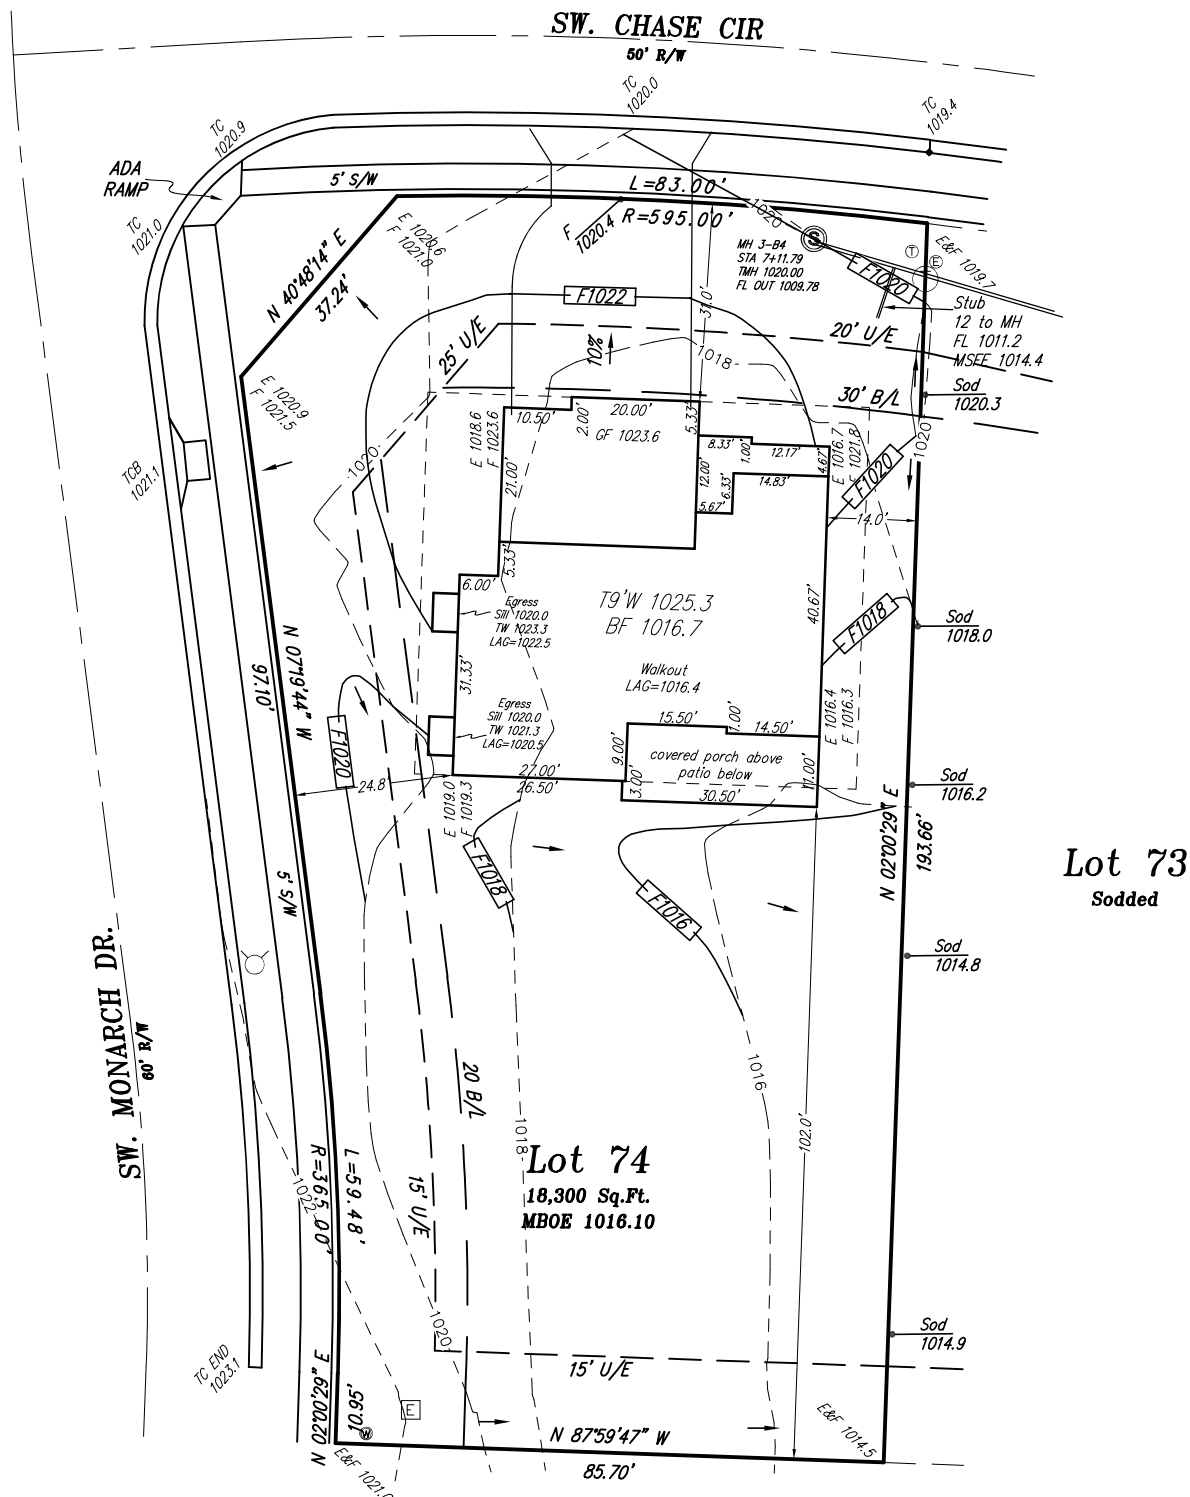 SW. CHASE CIR
50' R/W
TC
1020.0
TC
1019.4
TC
1020.9
ADA
RAMP
5' S/W
L=83.00'
R=595.00'
1020
TC
1021.0
E 1020.6
F 1021.0
F
1020.4
MH 3-B4
STA 7+11.79
TMH 1020.00
FL OUT 1009.78
S
T
E
E&F 1019.7
F1020
N 40°48'14" E
37.24'
F1022
31.0'
Stub
12 to MH
FL 1011.2
MSFE 1014.4
25' U/E
10%
1018
20' U/E
E 1020.9
F 1021.5
30' B/L
Sod
1020.3
10.50'
2.00'
20.00'
GF 1023.6
5.33'
E 1018.6
F 1023.6
8.33'
1.00'
12.17'
4.67'
E 1016.7
F 1021.8
1020
1020
TCB
1021.1
21.00'
12.00'
6.33'
14.83'
5.67'
F1020
14.0'
5.33'
6.00'
Egress
Sill 1020.0
TW 1023.3
LAG=1022.5
T9'W 1025.3
BF 1016.7
40.67'
F1018
Sod
1018.0
N 07°19'44" W
97.10'
31.33'
Walkout
LAG=1016.4
Egress
Sill 1020.0
TW 1021.3
LAG=1020.5
15.50'
1.00'
14.50'
E 1016.4
F 1016.3
F1020
9.00'
covered porch above
patio below
11.00'
24.8'
27.00'
26.50'
3.00'
30.50'
Sod
1016.2
E 1019.0
F 1019.3
N 02°00'29" E
193.66'
Lot 73
Sodded
F1018
F1016
5' S/W
Sod
1014.8
SW. MONARCH DR.
60' R/W
20 B/L
1016
102.0'
1018
Lot 74
18,300 Sq.Ft.
MBOE 1016.10
L=59.48'
R=365.00'
1022
15' U/E
1020
Sod
1014.9
TC END
1023.1
15' U/E
N 02°00'29" E
10.95'
E
W
N 87°59'47" W
85.70'
E&F 1014.5